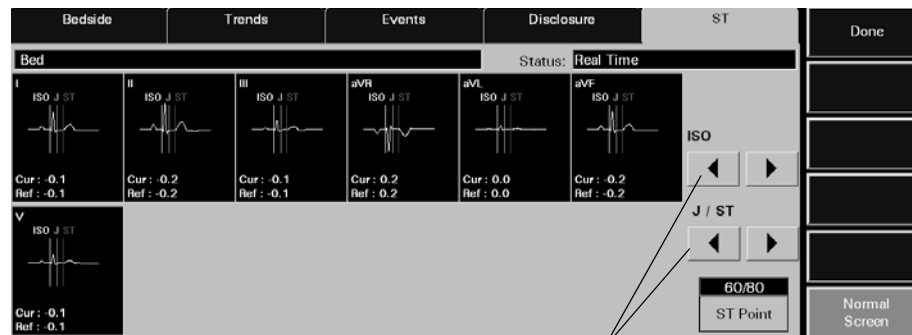 Bedside Trends Events Disclosure ST
Done
Bed Status: Real Time
I II III aVR aVL aVF
ISO J ST ISO J ST ISO J ST ISO J ST ISO J ST ISO J ST
ISO
Cur : -0.1 Cur : -0.2 Cur : -0.1 Cur : 0.2 Cur : 0.0 Cur : -0.2
Ref : -0.1 Ref : -0.2 Ref : -0.1 Ref : 0.2 Ref : 0.0 Ref : -0.2
V
ISO J ST
J / ST
Cur : -0.1
Ref : -0.1
60/80
ST Point
Normal
Screen